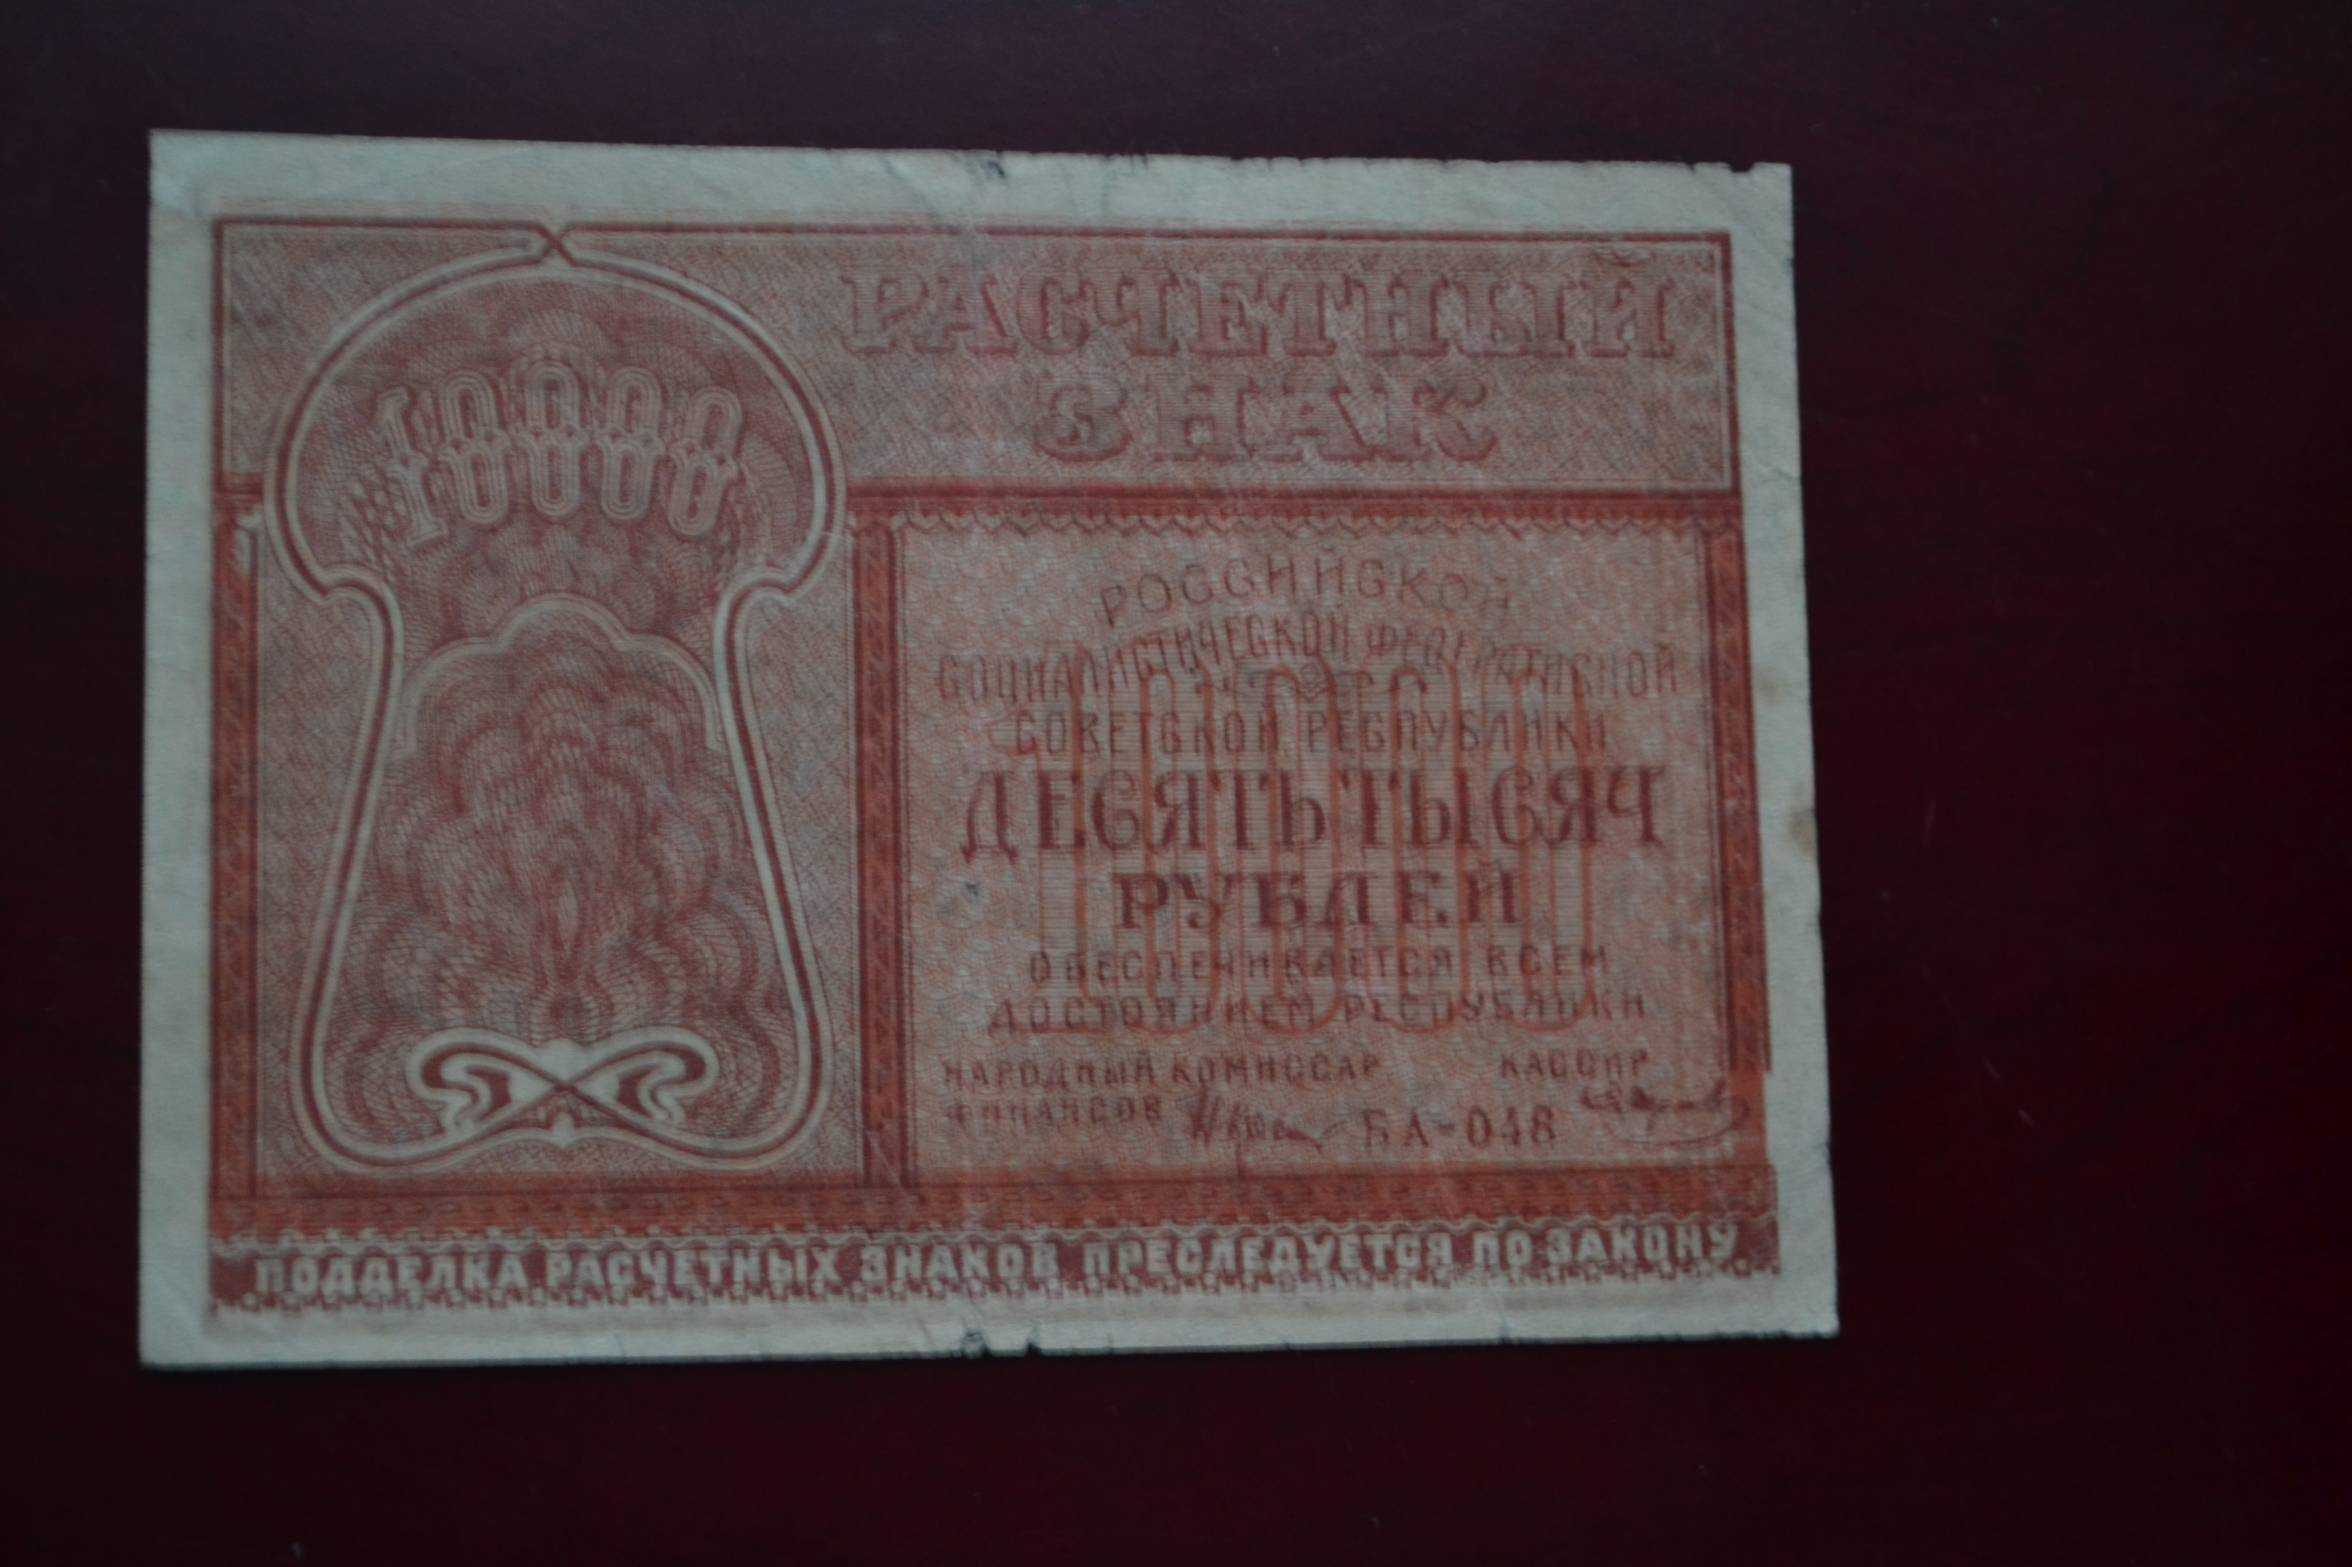 РАСЧЕТНЫЙ
ЗНАК
10000
РОССИЙСКОЙ
СОЦИАЛИСТИЧЕСКОЙ ФЕДЕРАТИВНОЙ
СОВЕТСКОЙ РЕСПУБЛИКИ
10000
ДЕСЯТЬ ТЫСЯЧ
РУБЛЕЙ
ОБЕСПЕЧИВАЕТСЯ ВСЕМ
ДОСТОЯНИЕМ РЕСПУБЛИКИ
НАРОДНЫЙ КОМИССАР КАССИР
ФИНАНСОВ БА-048
ПОДДЕЛКА РАСЧЕТНЫХ ЗНАКОВ ПРЕСЛЕДУЕТСЯ ПО ЗАКОНУ